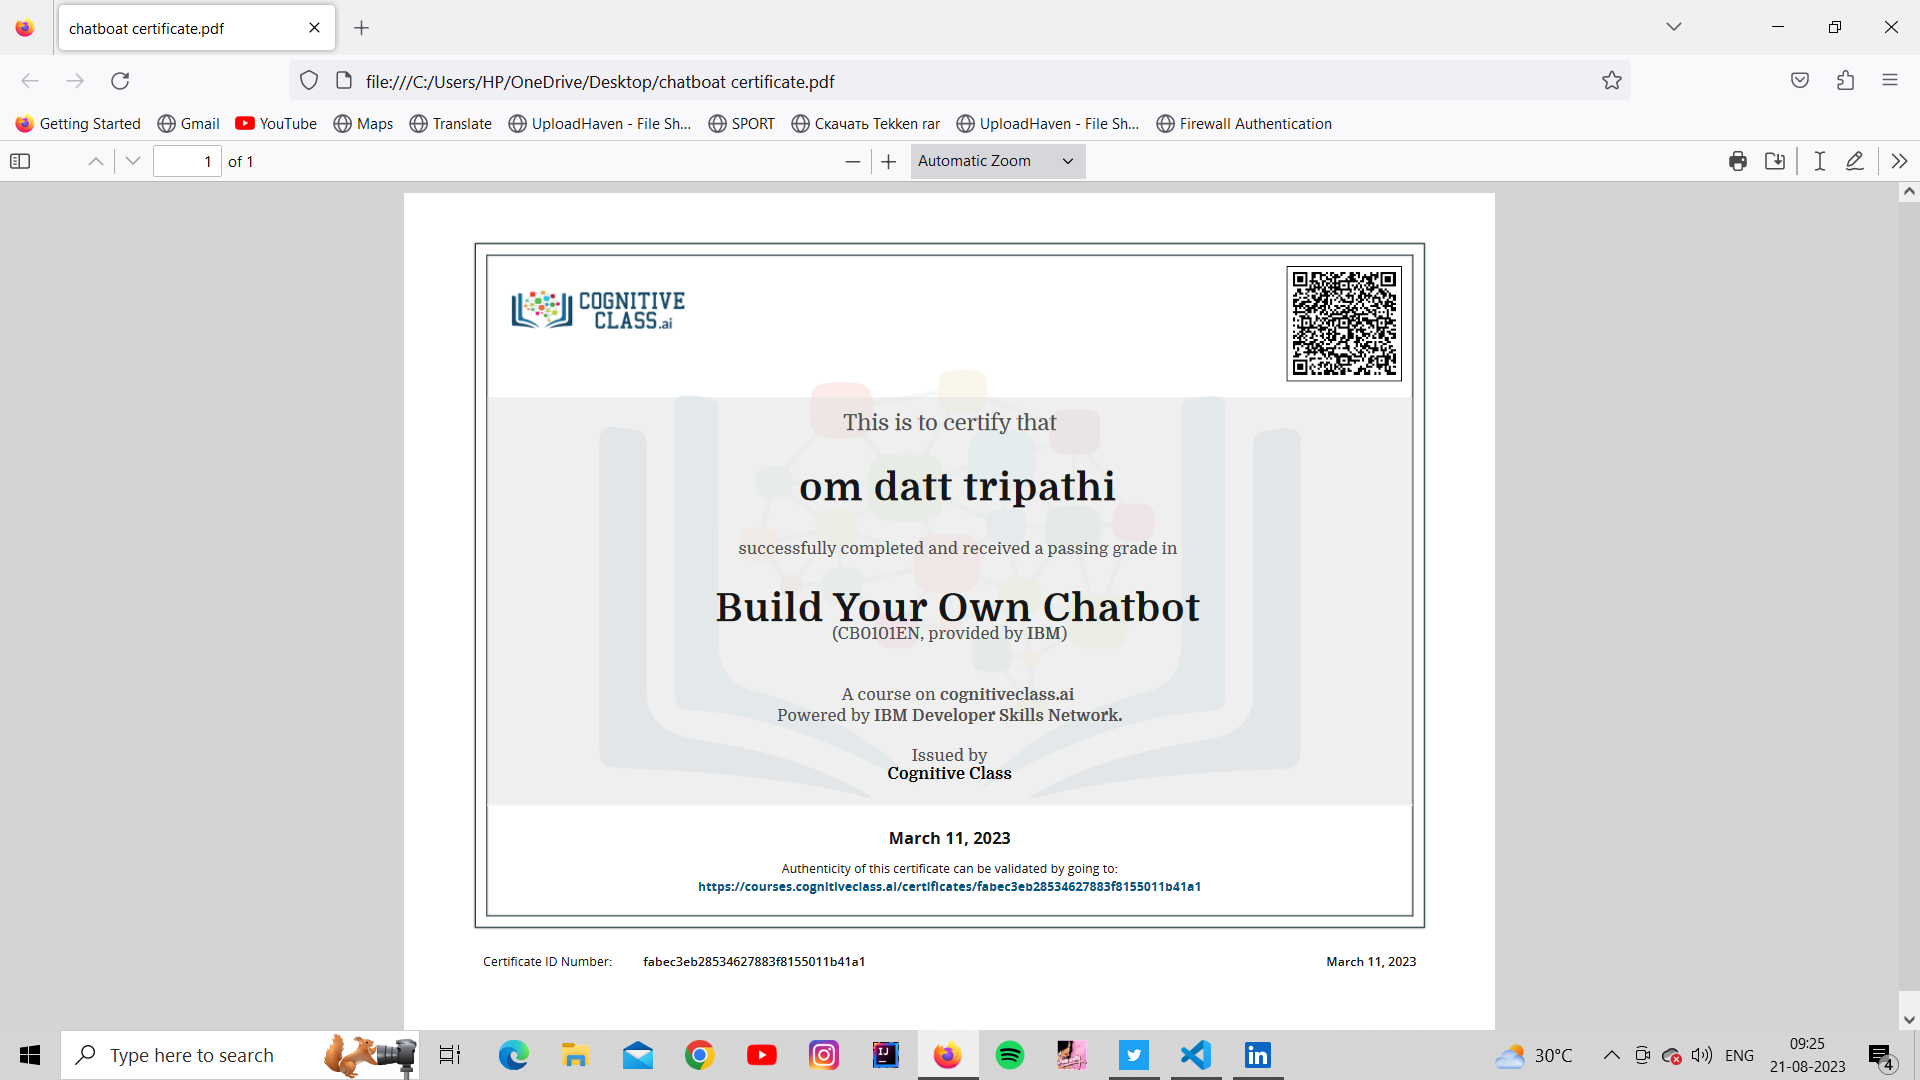 chatboat certificate.pdf
file:///C:/Users/HP/OneDrive/Desktop/chatboat certificate.pdf
Getting Started Gmail YouTube Maps Translate UploadHaven - File Sh... SPORT Скачать Tekken rar UploadHaven - File Sh... Firewall Authentication
1 of 1 Automatic Zoom
COGNITIVE
CLASS.ai
This is to certify that
om datt tripathi
successfully completed and received a passing grade in
Build Your Own Chatbot
(CB0101EN, provided by IBM)
A course on cognitiveclass.ai
Powered by IBM Developer Skills Network.
Issued by
Cognitive Class
March 11, 2023
Authenticity of this certificate can be validated by going to:
https://courses.cognitiveclass.ai/certificates/fabec3eb28534627883f8155011b41a1
Certificate ID Number: fabec3eb28534627883f8155011b41a1 March 11, 2023
Type here to search
IJ
30°C
ENG
09:25
21-08-2023
4